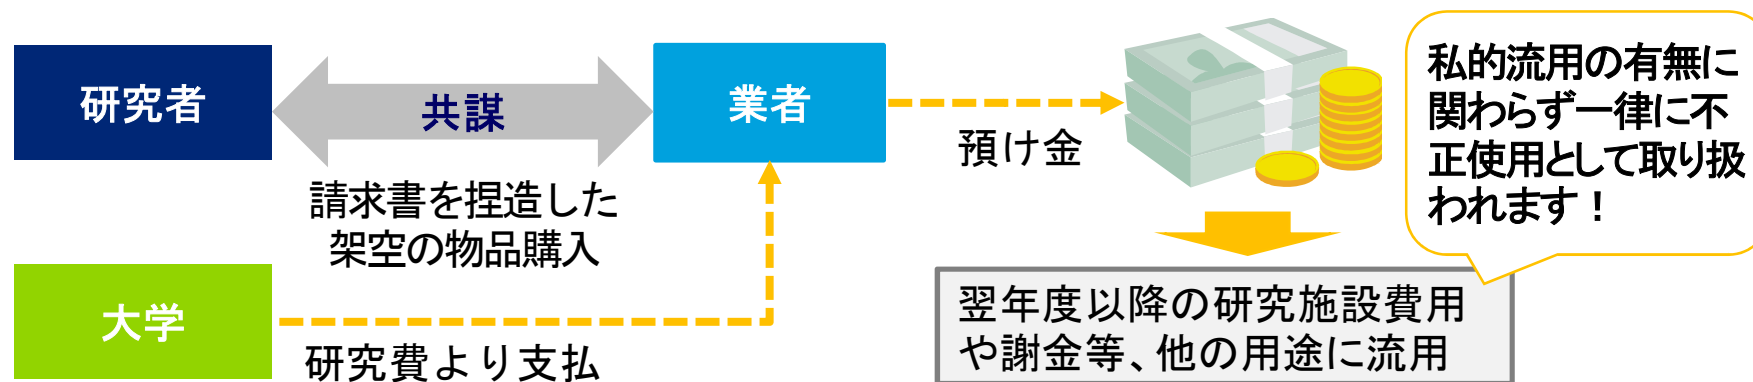 研究者
共謀
業者
請求書を捏造した
架空の物品購入
大学
研究費より支払
預け金
私的流用の有無に
関わらず一律に不
正使用として取り扱
われます！
翌年度以降の研究施設費用
や謝金等、他の用途に流用